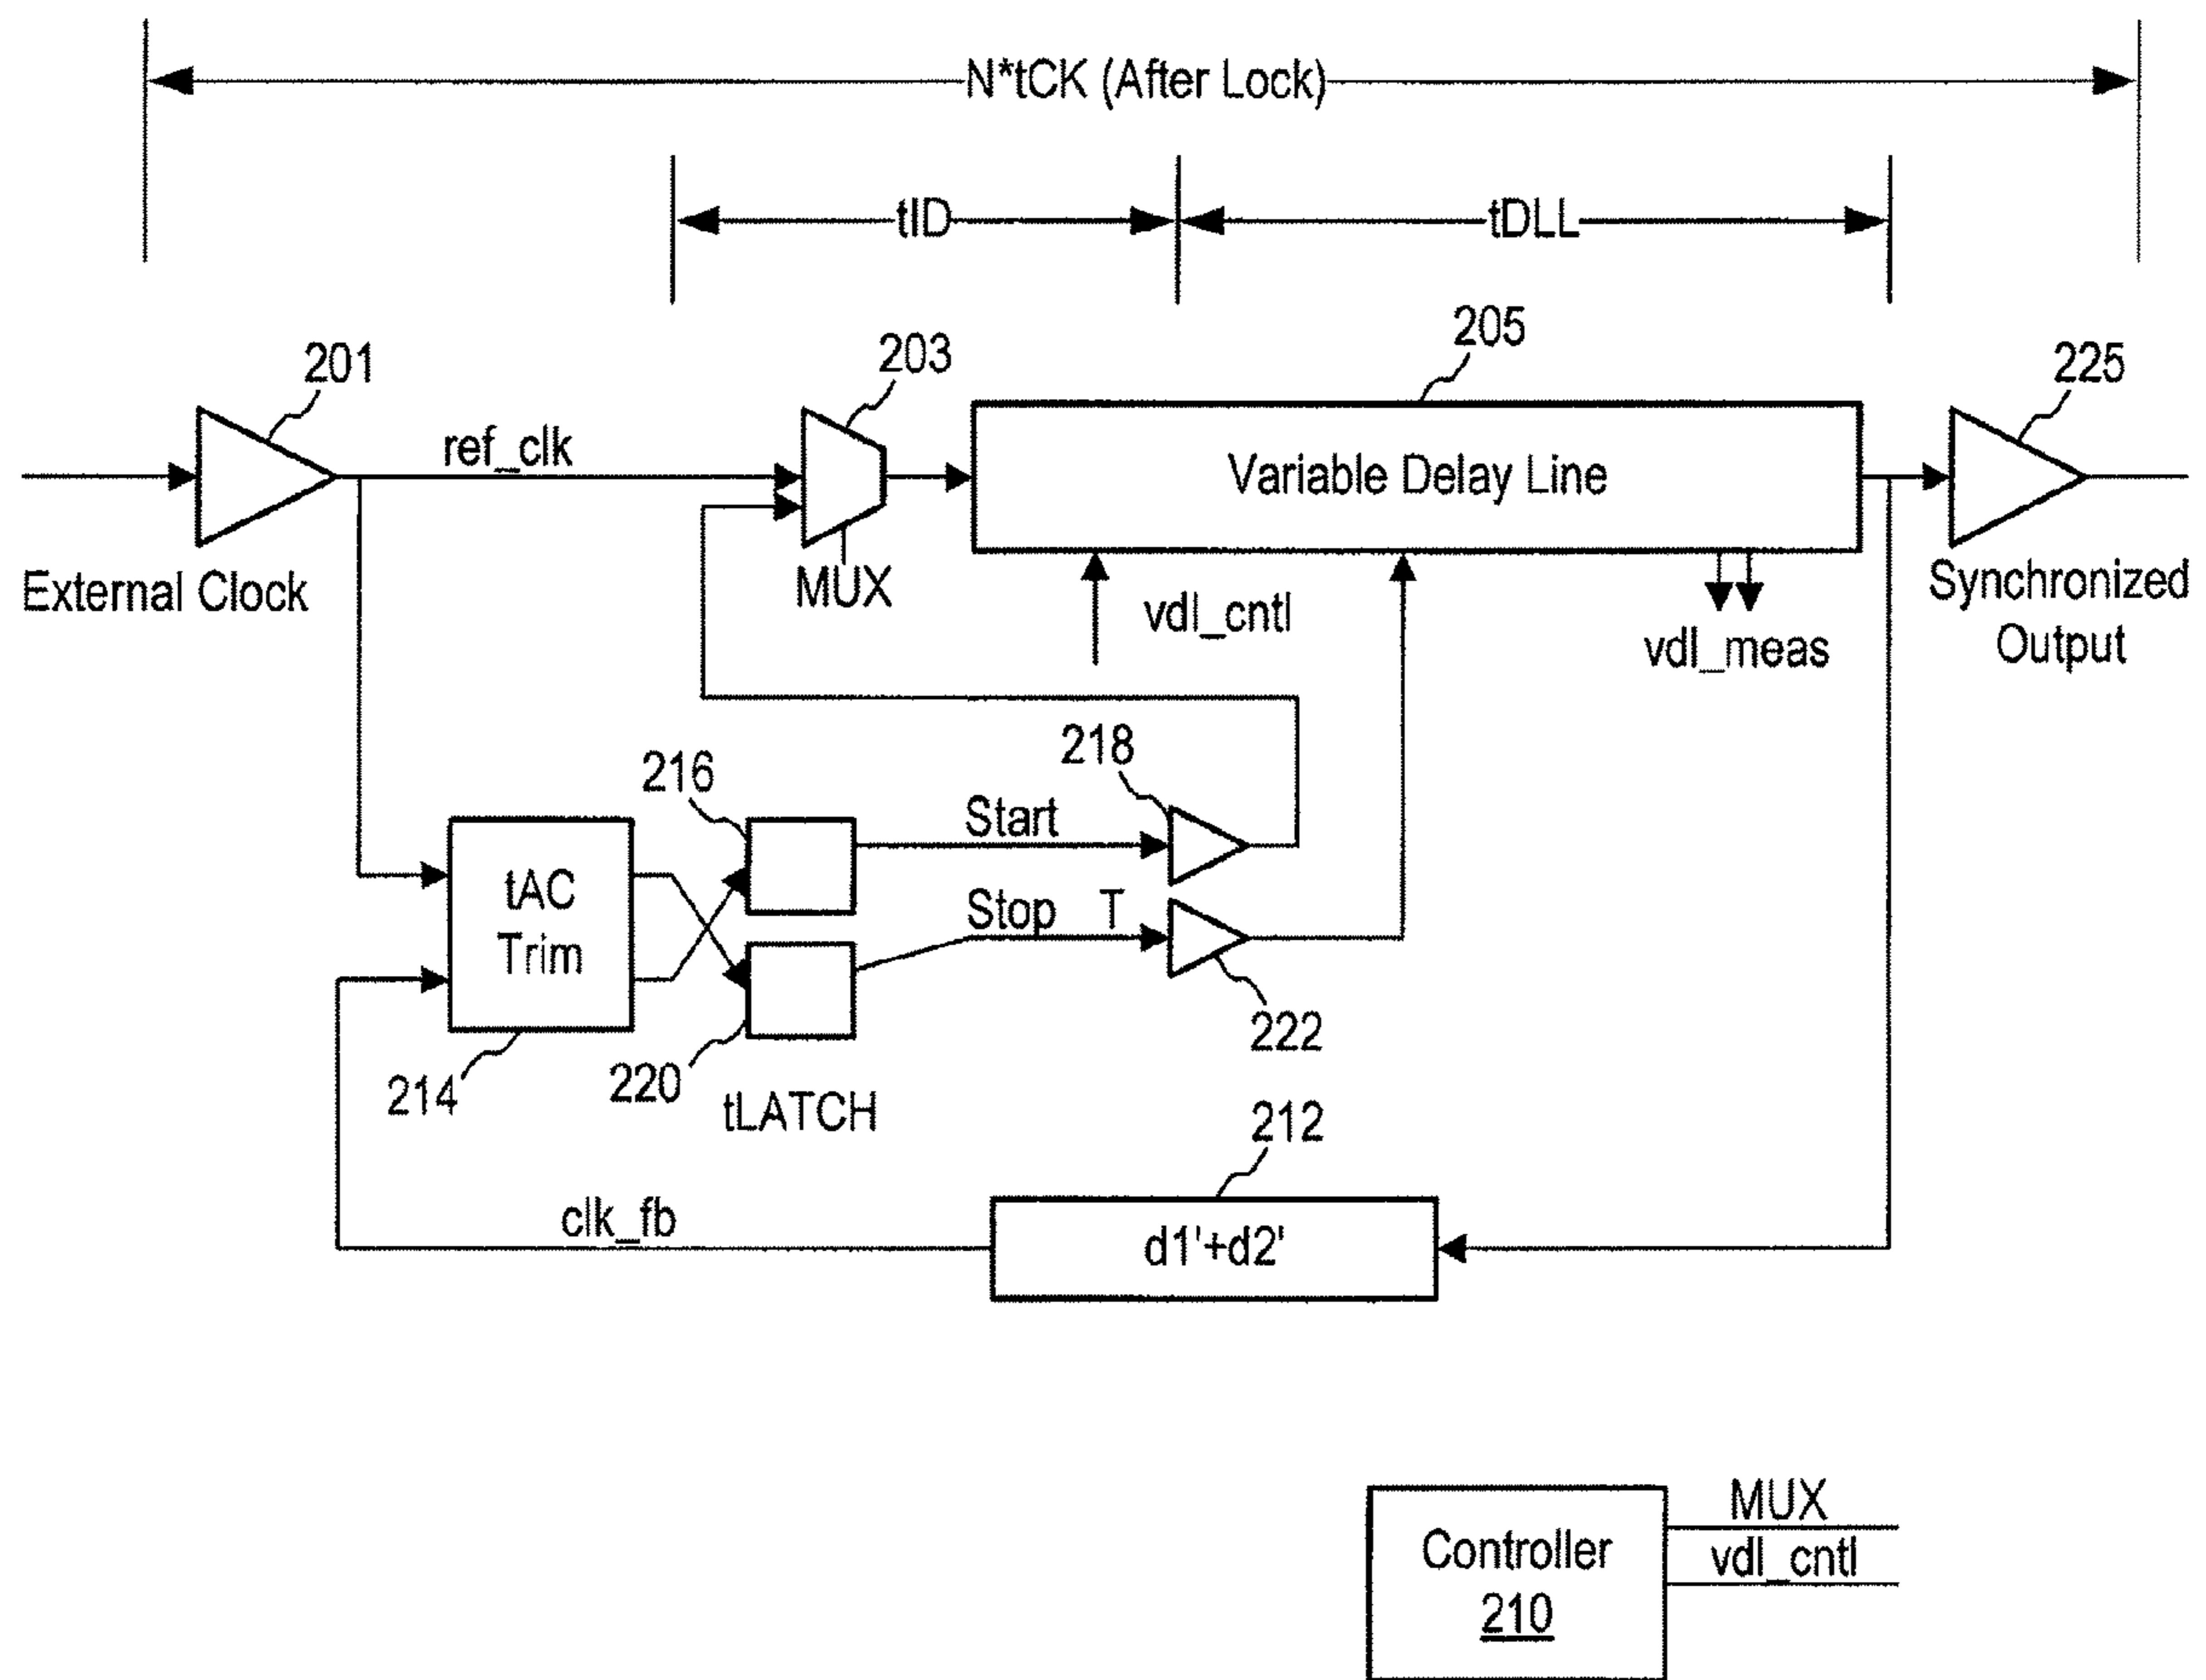 N*tCK (After Lock)
tID
tDLL
201
203
205
225
ref_clk
Variable Delay Line
External Clock
MUX
vdl_cntl
vdl_meas
Synchronized
Output
216
218
Start
tAC
Trim
Stop T
214
220
222
tLATCH
212
clk_fb
d1'+d2'
Controller
210
MUX
vdl_cntl